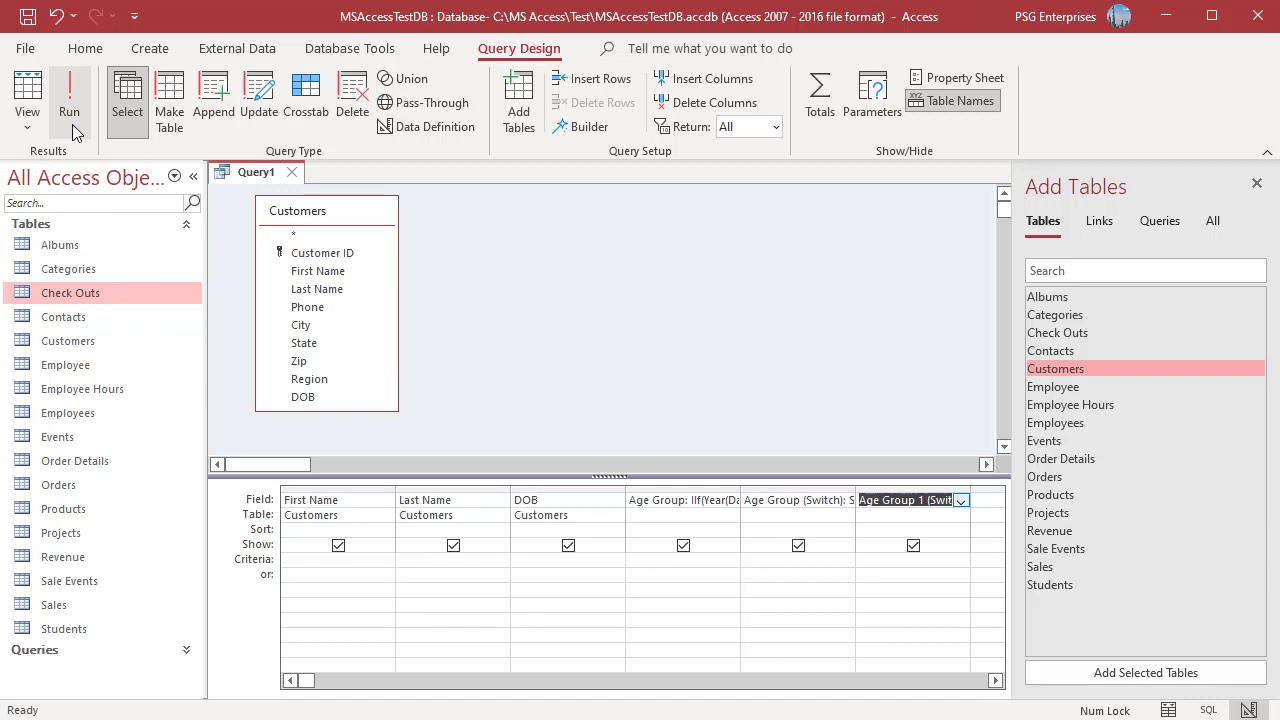 MSAccessTestDB : Database- C:\MS Access\Test\MSAccessTestDB.accdb (Access 2007 - 2016 file format) - Access
PSG Enterprises
File Home Create External Data Database Tools Help Query Design Tell me what you want to do
View
Run
Results
Select
Make Table
Append
Update
Crosstab
Delete
Union
Pass-Through
Data Definition
Query Type
Add Tables
Insert Rows
Delete Rows
Builder
Insert Columns
Delete Columns
Return: All
Query Setup
Totals
Parameters
Property Sheet
XYZ Table Names
Show/Hide
All Access Obje...
Search...
Tables
Albums
Categories
Check Outs
Contacts
Customers
Employee
Employee Hours
Employees
Events
Order Details
Orders
Products
Projects
Revenue
Sale Events
Sales
Students
Queries
Query1
Customers
*
Customer ID
First Name
Last Name
Phone
City
State
Zip
Region
DOB
Field: First Name Last Name DOB Age Group: IIf(Year(Da Age Group (Switch): S Age Group 1 (Swit
Table: Customers Customers Customers
Sort:
Show:
Criteria:
or:
Add Tables
Tables Links Queries All
Search
Albums
Categories
Check Outs
Contacts
Customers
Employee
Employee Hours
Employees
Events
Order Details
Orders
Products
Projects
Revenue
Sale Events
Sales
Students
Add Selected Tables
Ready
Num Lock
SQL